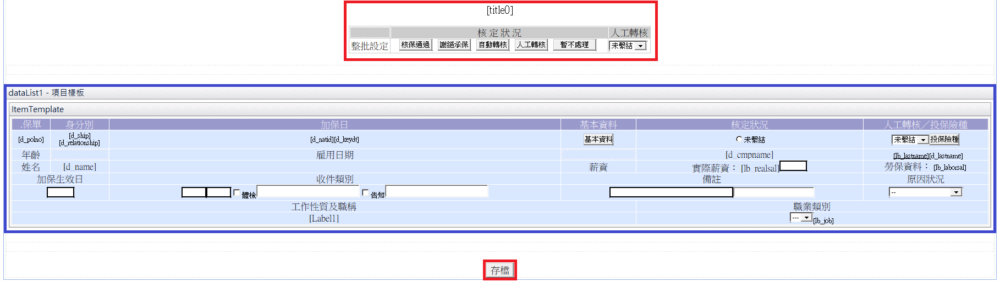 [title0]
核 定 狀 況 人工轉核
整批設定 核保通過 謝絕承保 自動轉核 人工轉核 暫不處理 未繫結
dataList1 - 項目樣板
ItemTemplate
.保單 身分別 加保日 基本資料 核定狀況 人工轉核／投保險種
[d_polno] [d_ship] [d_relationship] [d_natid][d_keydt] 基本資料 未繫結 未繫結 投保險種
年齡 雇用日期 [d_cmpname] [lb_lastname][d_lastname]
姓名 [d_name] 薪資 實際薪資： [lb_realsal] 勞保資料： [lb_laborsal]
加保生效日 收件類別 備註 原因狀況
體檢 告知 --
工作性質及職稱 職業類別
[Label1] --- [lb_job]
存檔